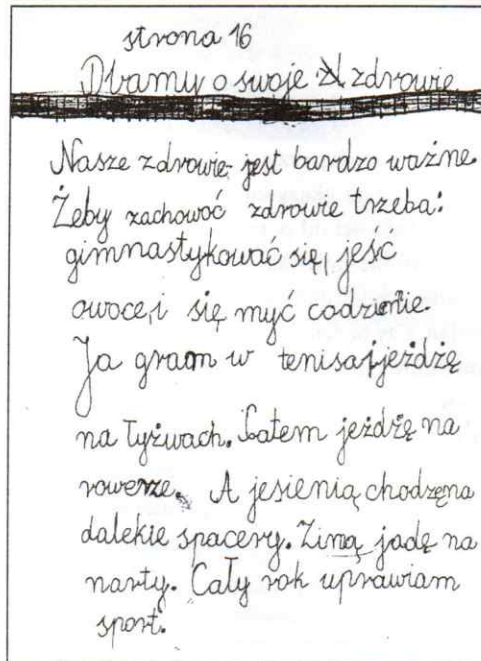 strona 16
Dbamy o swoje zdrowie
Nasze zdrowie jest bardzo ważne.
Żeby zachowoć zdrowie trzeba:
gimnastykować się, jeść
owoce, i się myć codzienie.
Ja gram w tenisa i jeżdżę
na łyżwach. Latem jeżdżę na
rowerze. A jesienią chodzę na
dalekie spacery. Zimą jadę na
narty. Cały rok uprawiam
sport.